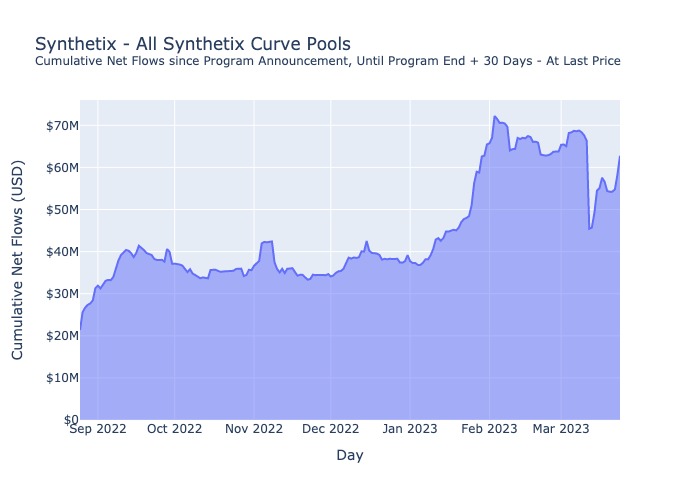 Synthetix - All Synthetix Curve Pools
Cumulative Net Flows since Program Announcement, Until Program End + 30 Days - At Last Price
Cumulative Net Flows (USD)
$70M
$60M
$50M
$40M
$30M
$20M
$10M
$0
Sep 2022 Oct 2022 Nov 2022 Dec 2022 Jan 2023 Feb 2023 Mar 2023
Day